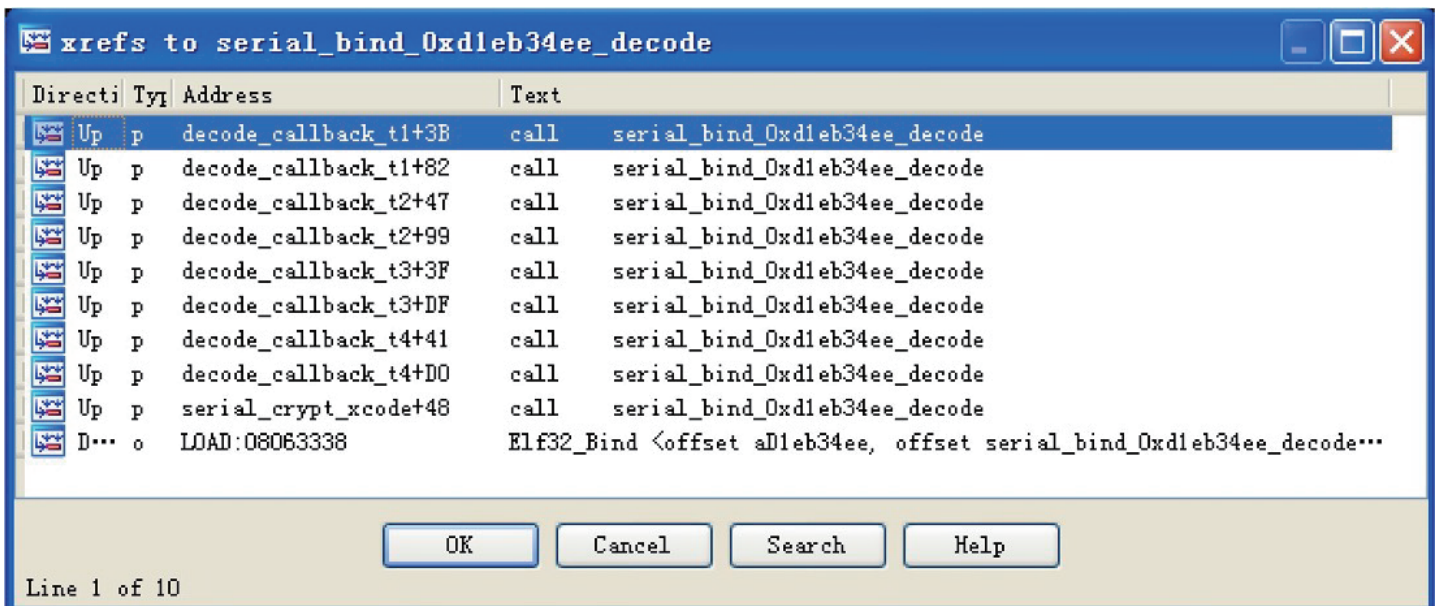 xrefs to serial_bind_0xd1eb34ee_decode
Directi Typ Address Text
Up p decode_callback_t1+3B call serial_bind_0xd1eb34ee_decode
Up p decode_callback_t1+82 call serial_bind_0xd1eb34ee_decode
Up p decode_callback_t2+47 call serial_bind_0xd1eb34ee_decode
Up p decode_callback_t2+99 call serial_bind_0xd1eb34ee_decode
Up p decode_callback_t3+3F call serial_bind_0xd1eb34ee_decode
Up p decode_callback_t3+DF call serial_bind_0xd1eb34ee_decode
Up p decode_callback_t4+41 call serial_bind_0xd1eb34ee_decode
Up p decode_callback_t4+D0 call serial_bind_0xd1eb34ee_decode
Up p serial_crypt_xcode+48 call serial_bind_0xd1eb34ee_decode
D··· o LOAD:08063338 Elf32_Bind <offset aD1eb34ee, offset serial_bind_0xd1eb34ee_decode···
OK Cancel Search Help
Line 1 of 10